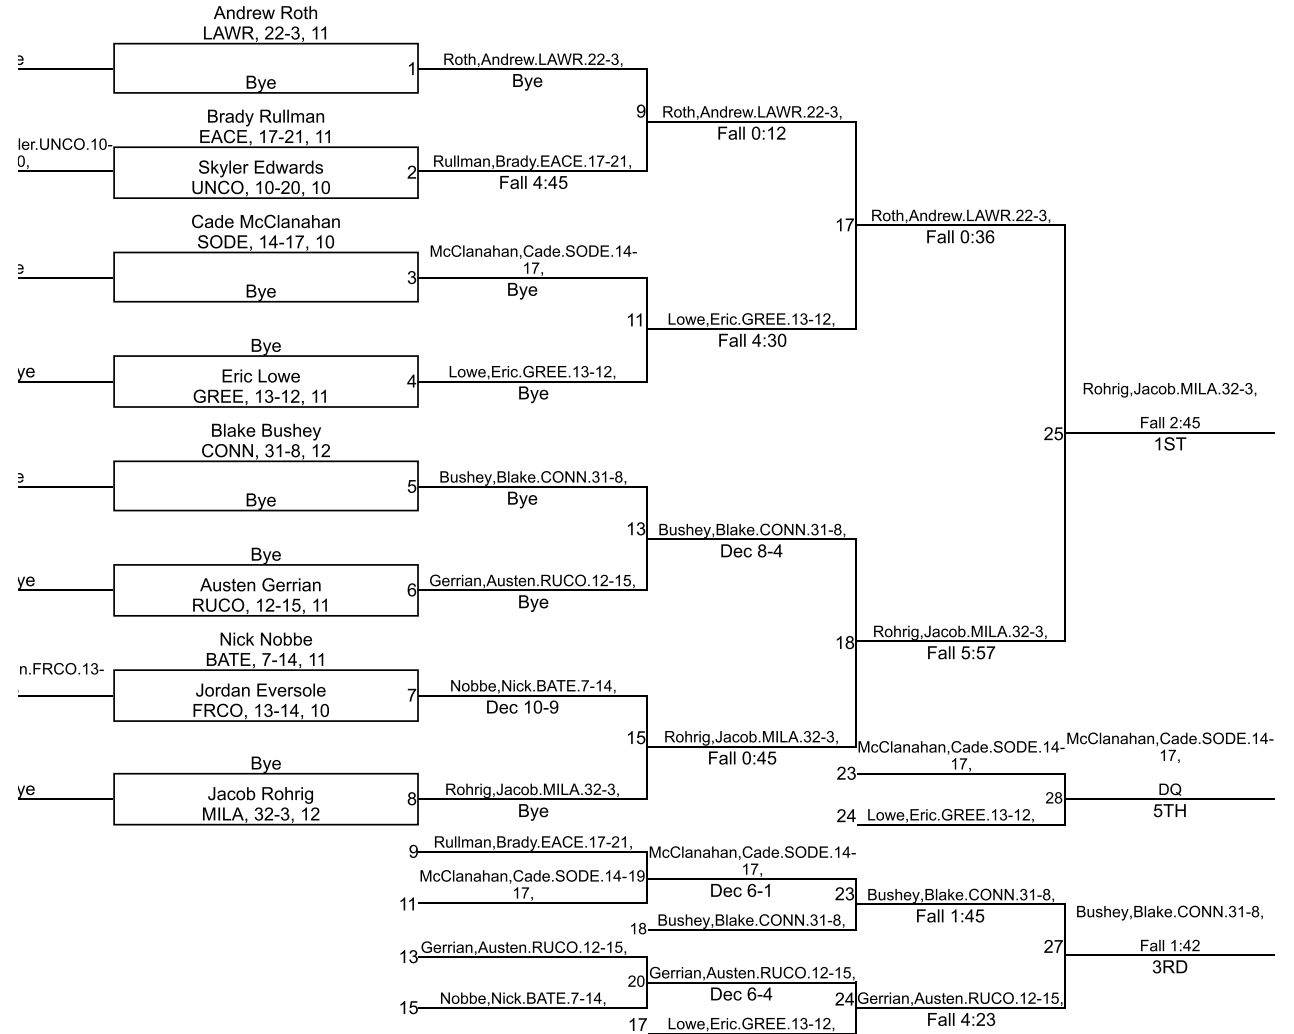 Andrew Roth
LAWR, 22-3, 11
e
Bye
1
Roth,Andrew.LAWR.22-3,
Bye
9
Roth,Andrew.LAWR.22-3,
Fall 0:12
Brady Rullman
EACE, 17-21, 11
ler.UNCO.10-
0,
Skyler Edwards
UNCO, 10-20, 10
2
Rullman,Brady.EACE.17-21,
Fall 4:45
17
Roth,Andrew.LAWR.22-3,
Fall 0:36
Cade McClanahan
SODE, 14-17, 10
e
Bye
3
McClanahan,Cade.SODE.14-
17,
Bye
11
Lowe,Eric.GREE.13-12,
Fall 4:30
Bye
ye
Eric Lowe
GREE, 13-12, 11
4
Lowe,Eric.GREE.13-12,
Bye
25
Rohrig,Jacob.MILA.32-3,
Fall 2:45
1ST
Blake Bushey
CONN, 31-8, 12
e
Bye
5
Bushey,Blake.CONN.31-8,
Bye
13
Bushey,Blake.CONN.31-8,
Dec 8-4
Bye
ye
Austen Gerrian
RUCO, 12-15, 11
6
Gerrian,Austen.RUCO.12-15,
Bye
18
Rohrig,Jacob.MILA.32-3,
Fall 5:57
Nick Nobbe
BATE, 7-14, 11
n.FRCO.13-
Jordan Eversole
FRCO, 13-14, 10
7
Nobbe,Nick.BATE.7-14,
Dec 10-9
15
Rohrig,Jacob.MILA.32-3,
Fall 0:45
Bye
ye
Jacob Rohrig
MILA, 32-3, 12
8
Rohrig,Jacob.MILA.32-3,
Bye
McClanahan,Cade.SODE.14-
17,
23
24
Lowe,Eric.GREE.13-12,
28
McClanahan,Cade.SODE.14-
17,
DQ
5TH
9
Rullman,Brady.EACE.17-21,
McClanahan,Cade.SODE.14-
17,
11
19
McClanahan,Cade.SODE.14-
17,
Dec 6-1
18
Bushey,Blake.CONN.31-8,
23
Bushey,Blake.CONN.31-8,
Fall 1:45
13
Gerrian,Austen.RUCO.12-15,
15
Nobbe,Nick.BATE.7-14,
20
Gerrian,Austen.RUCO.12-15,
Dec 6-4
17
Lowe,Eric.GREE.13-12,
24
Gerrian,Austen.RUCO.12-15,
Fall 4:23
27
Bushey,Blake.CONN.31-8,
Fall 1:42
3RD